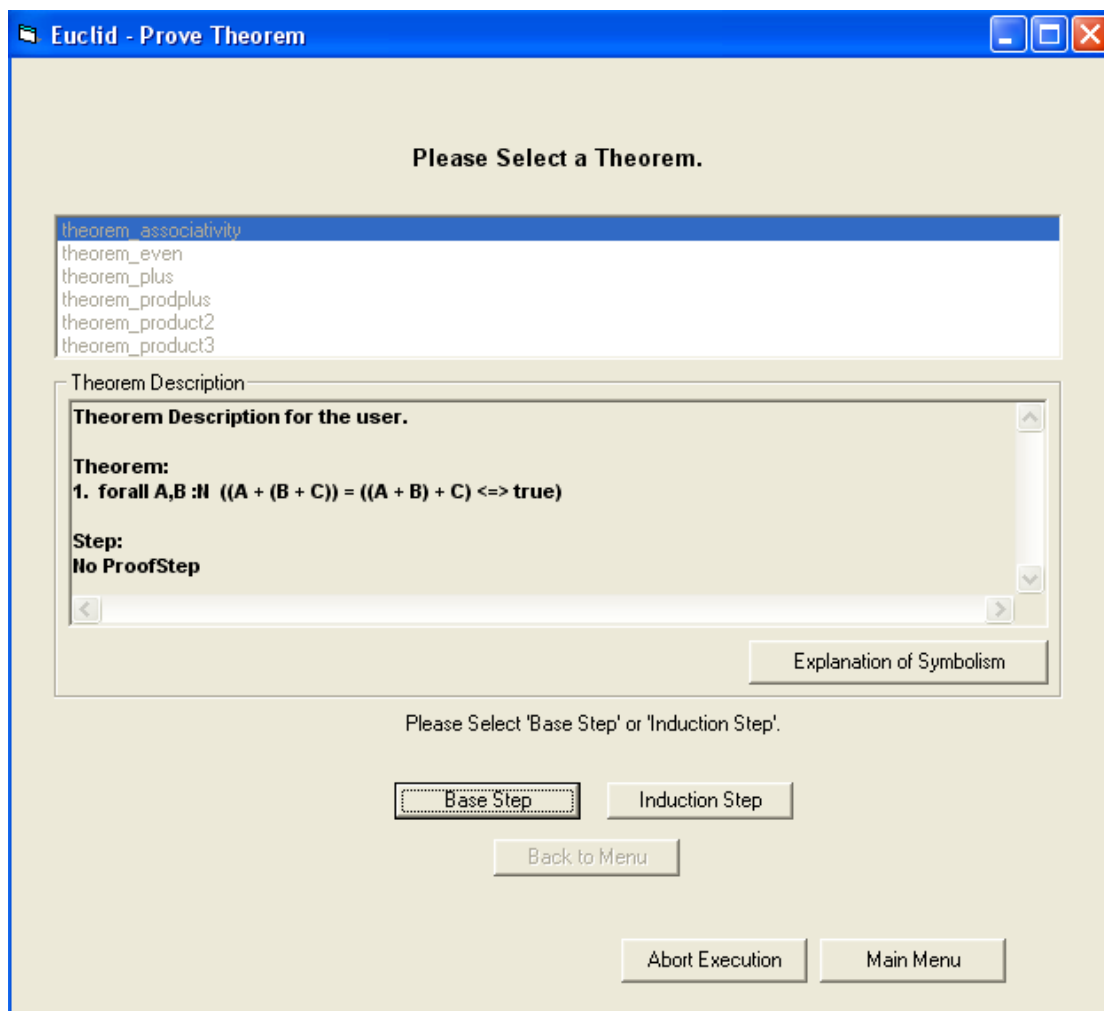 Euclid - Prove Theorem
Please Select a Theorem.
theorem_associativity
theorem_even
theorem_plus
theorem_prodplus
theorem_product2
theorem_product3
Theorem Description
Theorem Description for the user.
Theorem:
1. forall A,B :N ((A + (B + C)) = ((A + B) + C) <=> true)
Step:
No ProofStep
Explanation of Symbolism
Please Select 'Base Step' or 'Induction Step'.
Base Step Induction Step
Back to Menu
Abort Execution Main Menu